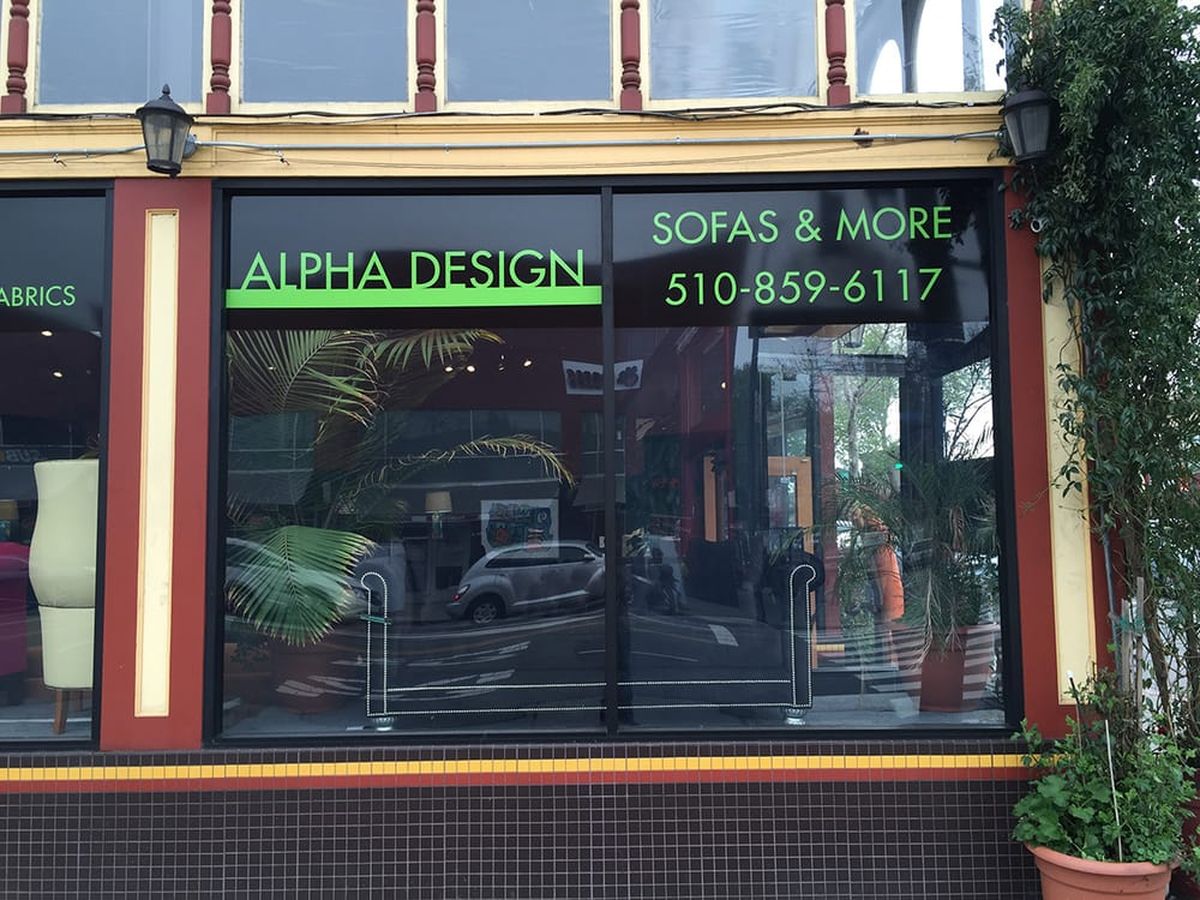 ABRICS
ALPHA DESIGN
SOFAS & MORE
510-859-6117